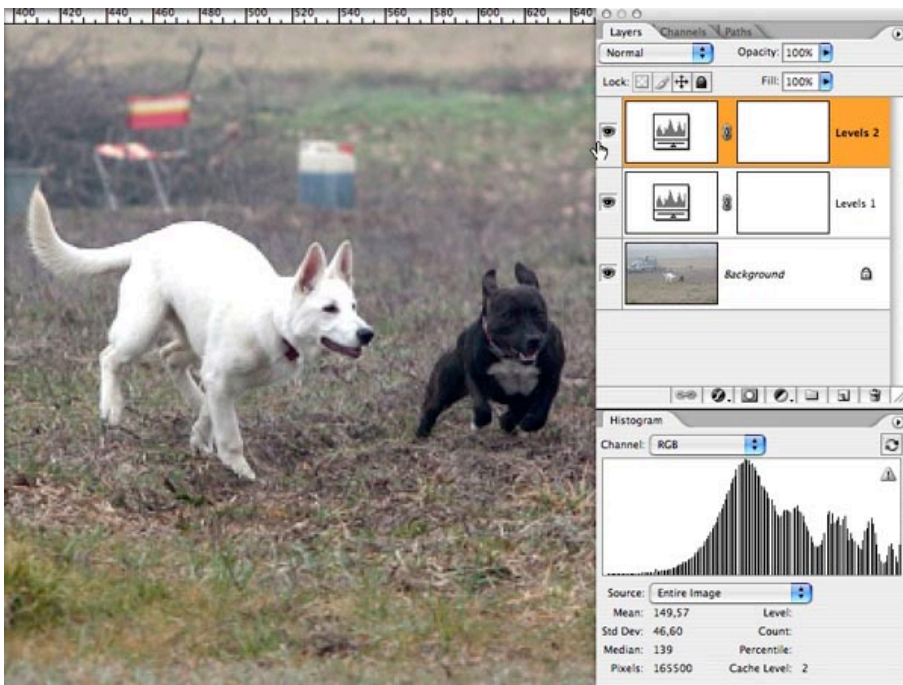 400 420 440 460 480 500 520 540 560 580 600 620 640
Layers Channels Paths
Normal Opacity: 100%
Lock: Fill: 100%
Levels 2
Levels 1
Background
Histogram
Channel: RGB
Source: Entire Image
Mean: 149,57 Level:
Std Dev: 46,60 Count:
Median: 139 Percentile:
Pixels: 165500 Cache Level: 2